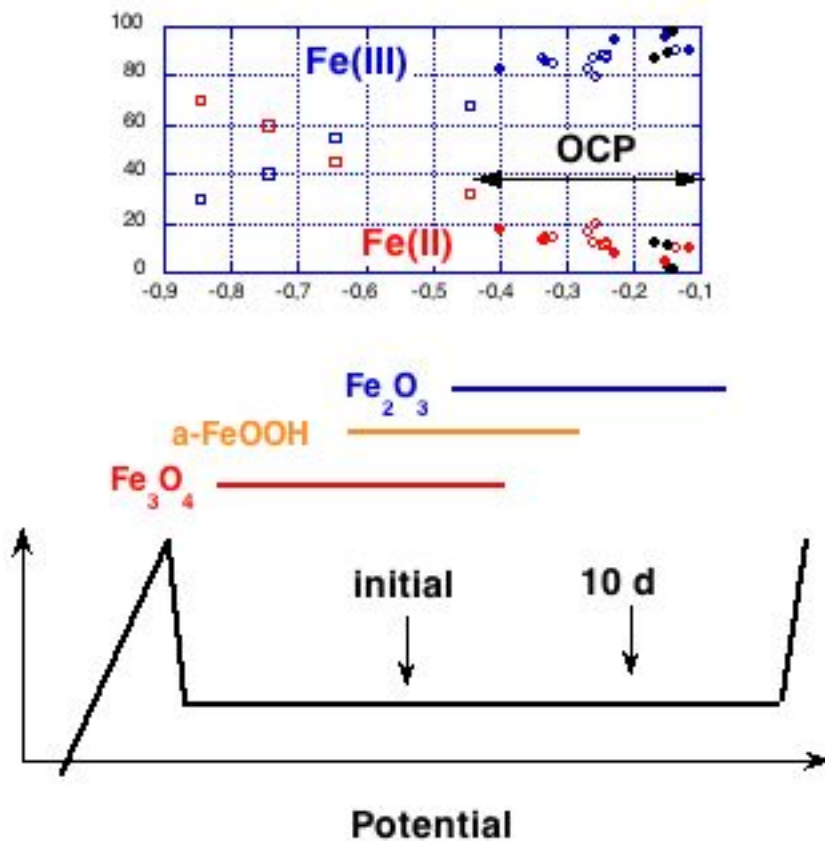 100
80
60
40
20
0
Fe(III)
OCP
Fe(II)
-0,9 -0,8 -0,7 -0,6 -0,5 -0,4 -0,3 -0,2 -0,1
Fe2O3
a-FeOOH
Fe3O4
initial
10 d
Potential